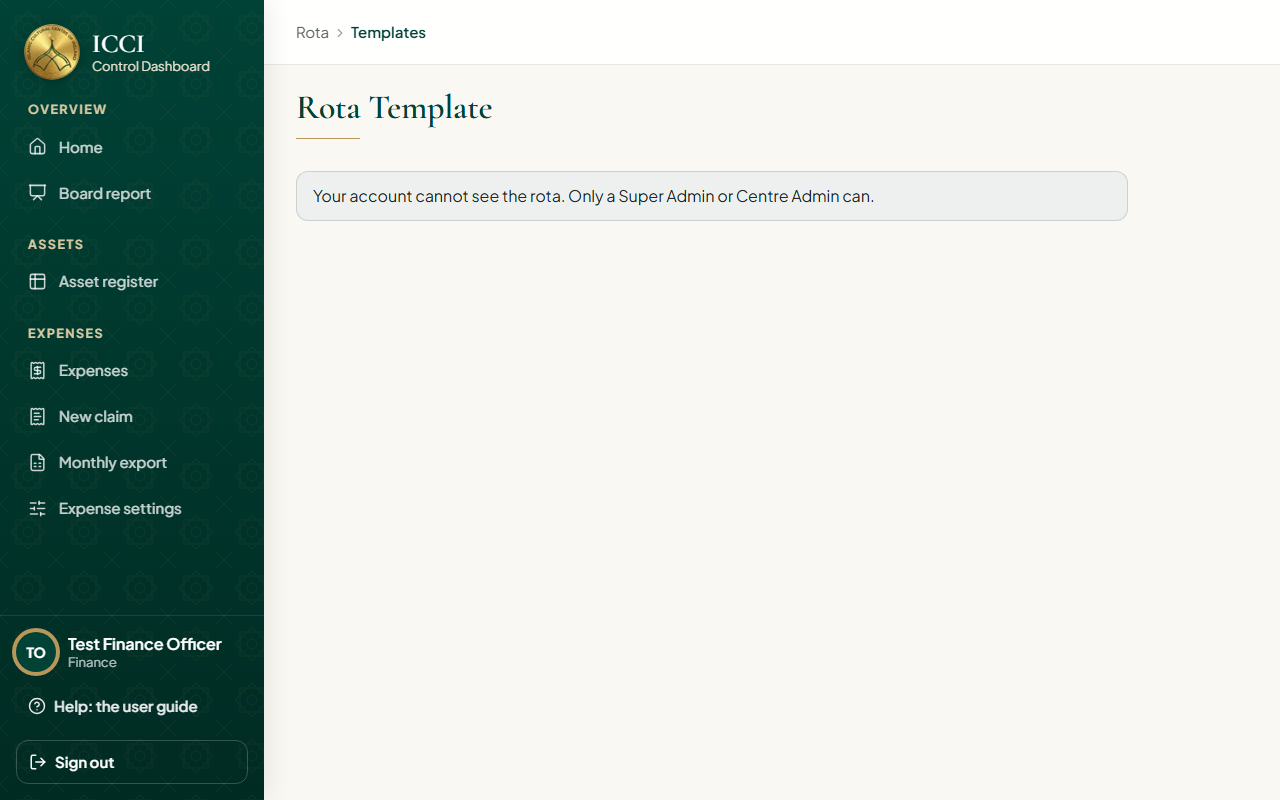 ICCI
Control Dashboard
OVERVIEW
Home
Board report
ASSETS
Asset register
EXPENSES
Expenses
New claim
Monthly export
Expense settings
TO
Test Finance Officer
Finance
Help: the user guide
Sign out
Rota > Templates
Rota Template
Your account cannot see the rota. Only a Super Admin or Centre Admin can.